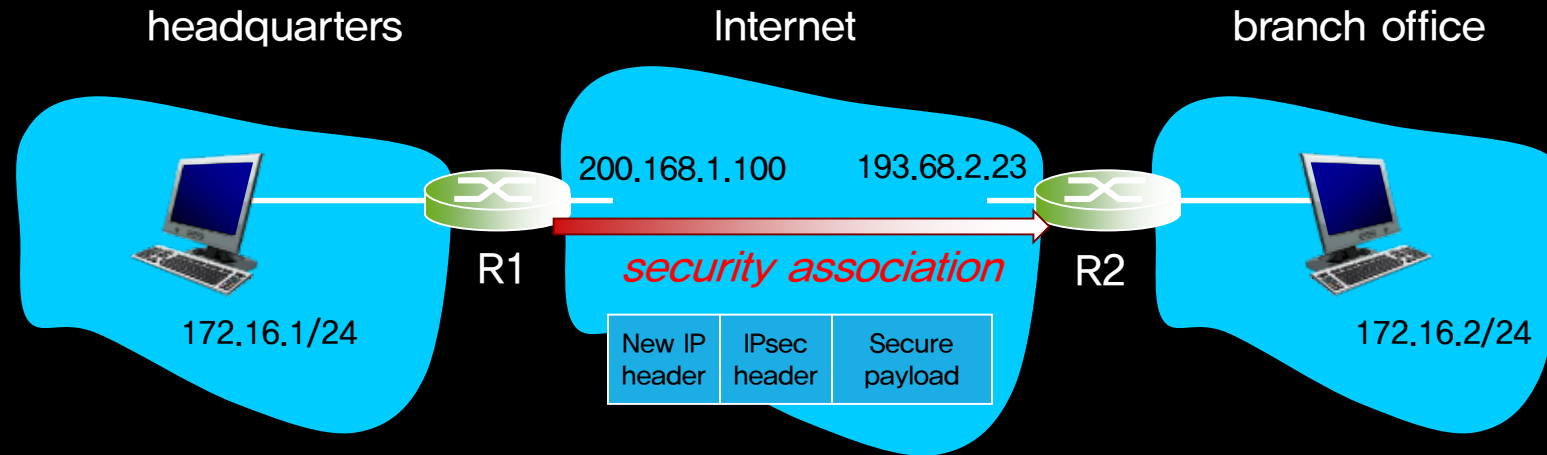 headquarters
Internet
branch office
200.168.1.100
193.68.2.23
R1
security association
R2
172.16.1/24
172.16.2/24
New IP
header
IPsec
header
Secure
payload